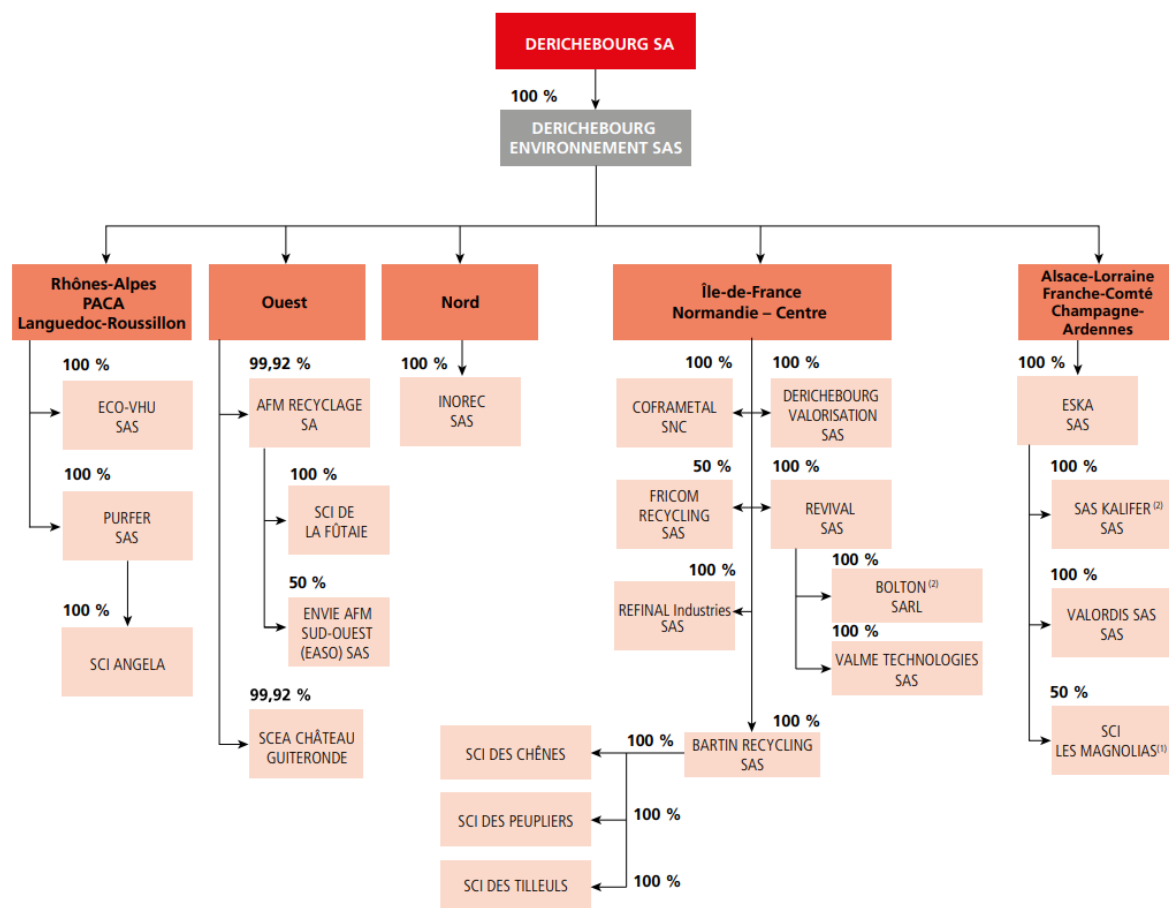 DERICHEBOURG SA
100 %
DERICHEBOURG
ENVIRONNEMENT SAS
Rhônes-Alpes
PACA
Languedoc-Roussillon
100 %
ECO-VHU
SAS
100 %
PURFER
SAS
100 %
SCI ANGELA
Ouest
99,92 %
AFM RECYCLAGE
SA
100 %
SCI DE
LA FÛTAIE
50 %
ENVIE AFM
SUD-OUEST
(EASO) SAS
99,92 %
SCEA CHÂTEAU
GUITERONDE
Nord
100 %
INOREC
SAS
Île-de-France
Normandie – Centre
100 %
COFRAMETAL
SNC
100 %
DERICHEBOURG
VALORISATION
SAS
50 %
FRICOM
RECYCLING
SAS
100 %
REVIVAL
SAS
100 %
BOLTON (2)
SARL
100 %
VALME TECHNOLOGIES
SAS
100 %
REFINAL Industries
SAS
100 %
BARTIN RECYCLING
SAS
100 %
SCI DES CHÊNES
100 %
SCI DES PEUPLIERS
100 %
SCI DES TILLEULS
Alsace-Lorraine
Franche-Comté
Champagne-
Ardennes
100 %
ESKA
SAS
100 %
SAS KALIFER (2)
SAS
100 %
VALORDIS SAS
SAS
50 %
SCI
LES MAGNOLIAS(1)